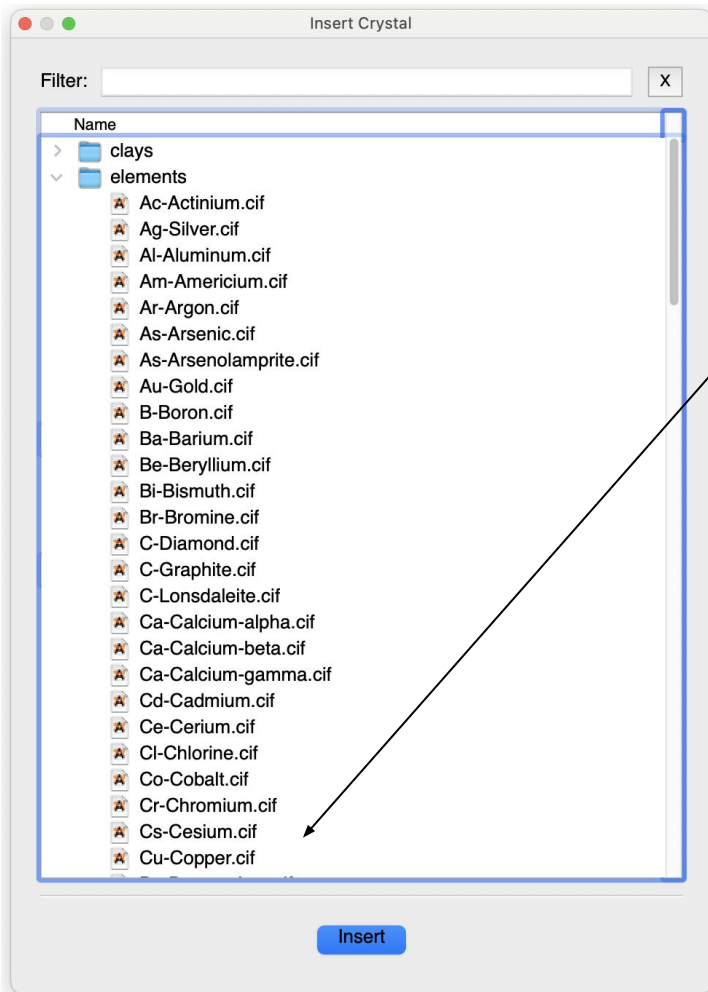 Insert Crystal
Filter:
X
Name
clays
elements
Ac-Actinium.cif
Ag-Silver.cif
Al-Aluminum.cif
Am-Americium.cif
Ar-Argon.cif
As-Arsenic.cif
As-Arsenolamprite.cif
Au-Gold.cif
B-Boron.cif
Ba-Barium.cif
Be-Beryllium.cif
Bi-Bismuth.cif
Br-Bromine.cif
C-Diamond.cif
C-Graphite.cif
C-Lonsdaleite.cif
Ca-Calcium-alpha.cif
Ca-Calcium-beta.cif
Ca-Calcium-gamma.cif
Cd-Cadmium.cif
Ce-Cerium.cif
Cl-Chlorine.cif
Co-Cobalt.cif
Cr-Chromium.cif
Cs-Cesium.cif
Cu-Copper.cif
Insert